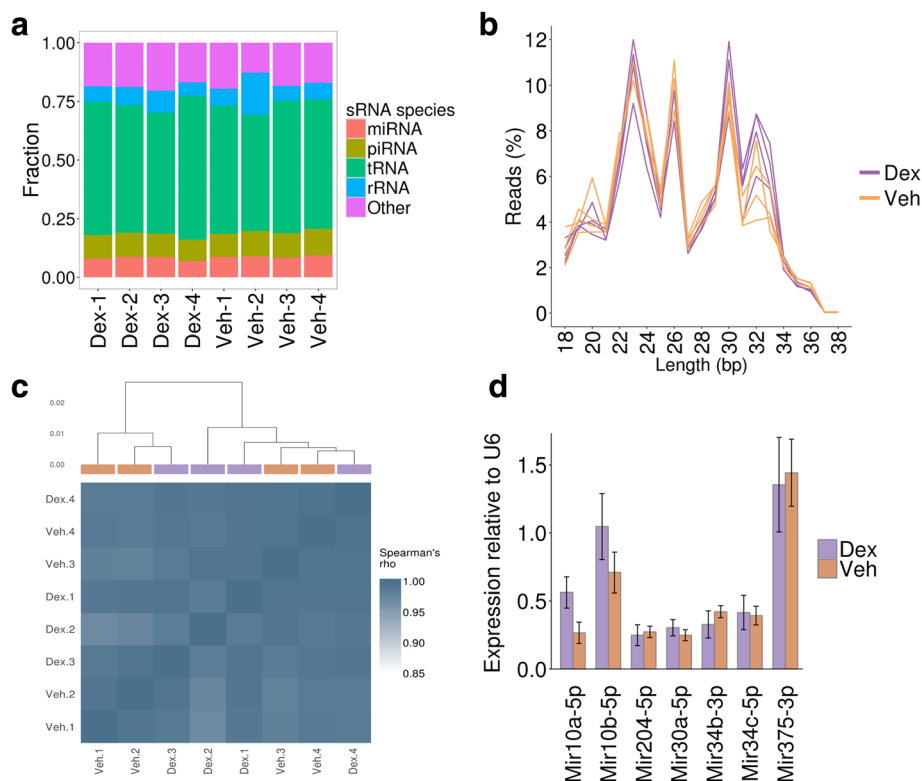 a
1.00
0.75
0.50
0.25
0.00
Fraction
Dex-1
Dex-2
Dex-3
Dex-4
Veh-1
Veh-2
Veh-3
Veh-4
sRNA species
miRNA
piRNA
tRNA
rRNA
Other
b
12
10
8
6
4
2
0
Reads (%)
18
20
22
24
26
28
30
32
34
36
38
Length (bp)
Dex
Veh
c
0.02
0.01
0.00
Dex.4
Veh.4
Veh.3
Dex.1
Dex.2
Dex.3
Veh.2
Veh.1
Veh.1
Veh.2
Dex.3
Dex.2
Dex.1
Veh.3
Veh.4
Dex.4
Spearman's
rho
1.00
0.95
0.90
0.85
d
Expression relative to U6
1.5
1.0
0.5
0.0
Mir10a-5p
Mir10b-5p
Mir204-5p
Mir30a-5p
Mir34b-3p
Mir34c-5p
Mir375-3p
Dex
Veh